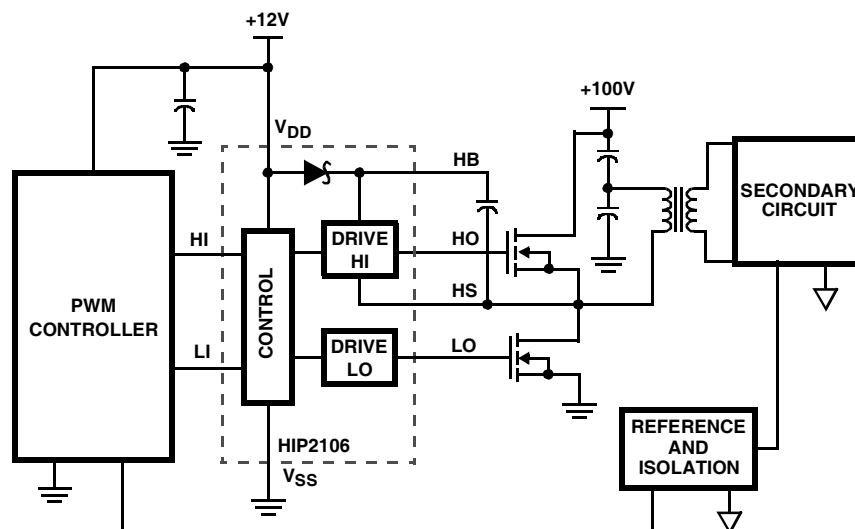 +12V
+100V
VDD
HB
SECONDARY
CIRCUIT
HI
DRIVE
HI
HO
PWM
CONTROLLER
CONTROL
HS
LI
DRIVE
LO
LO
HIP2106
VSS
REFERENCE
AND
ISOLATION